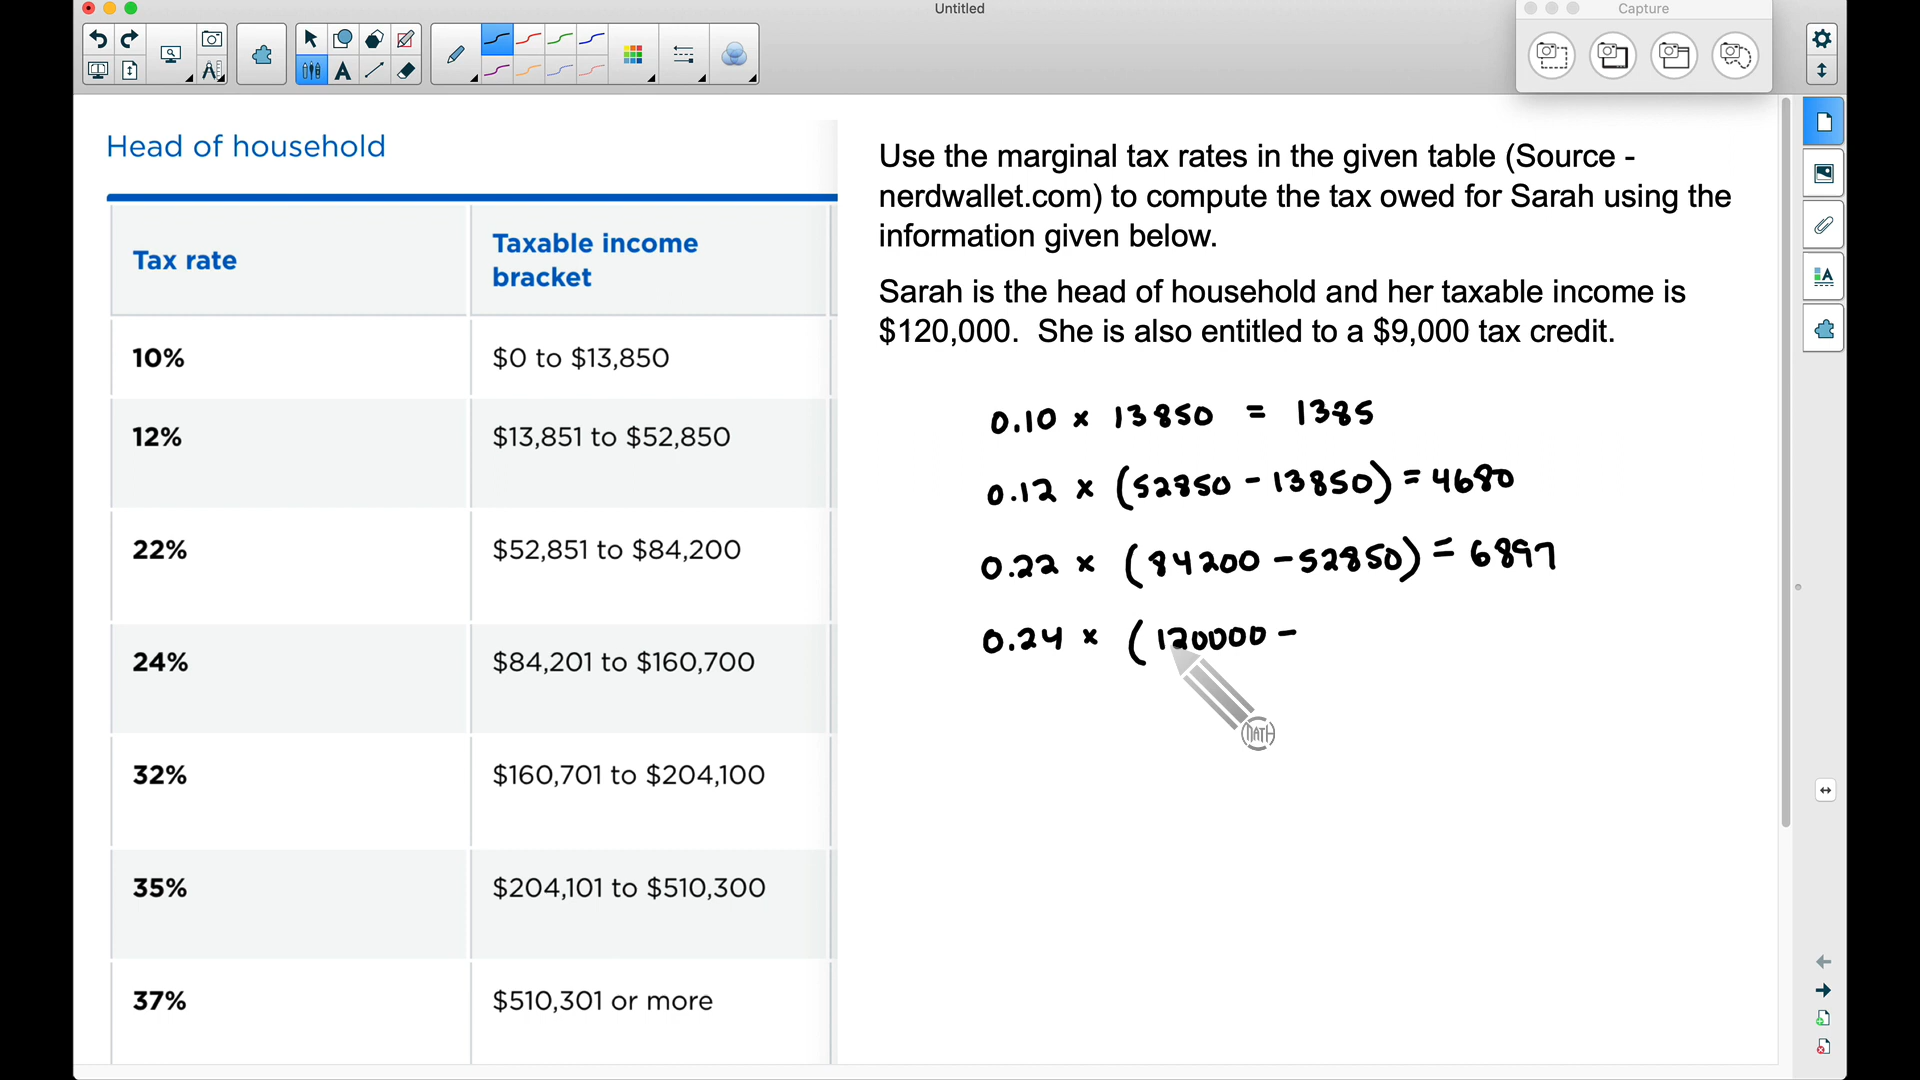 Untitled
Capture
Head of household
Tax rate
Taxable income
bracket
10%
$0 to $13,850
12%
$13,851 to $52,850
22%
$52,851 to $84,200
24%
$84,201 to $160,700
32%
$160,701 to $204,100
35%
$204,101 to $510,300
37%
$510,301 or more
Use the marginal tax rates in the given table (Source -
nerdwallet.com) to compute the tax owed for Sarah using the
information given below.
Sarah is the head of household and her taxable income is
$120,000. She is also entitled to a $9,000 tax credit.
0.10 x 13850 = 1385
0.12 x (52850 - 13850) = 4680
0.22 x (84200 - 52850) = 6897
0.24 x (120000 -
MATH